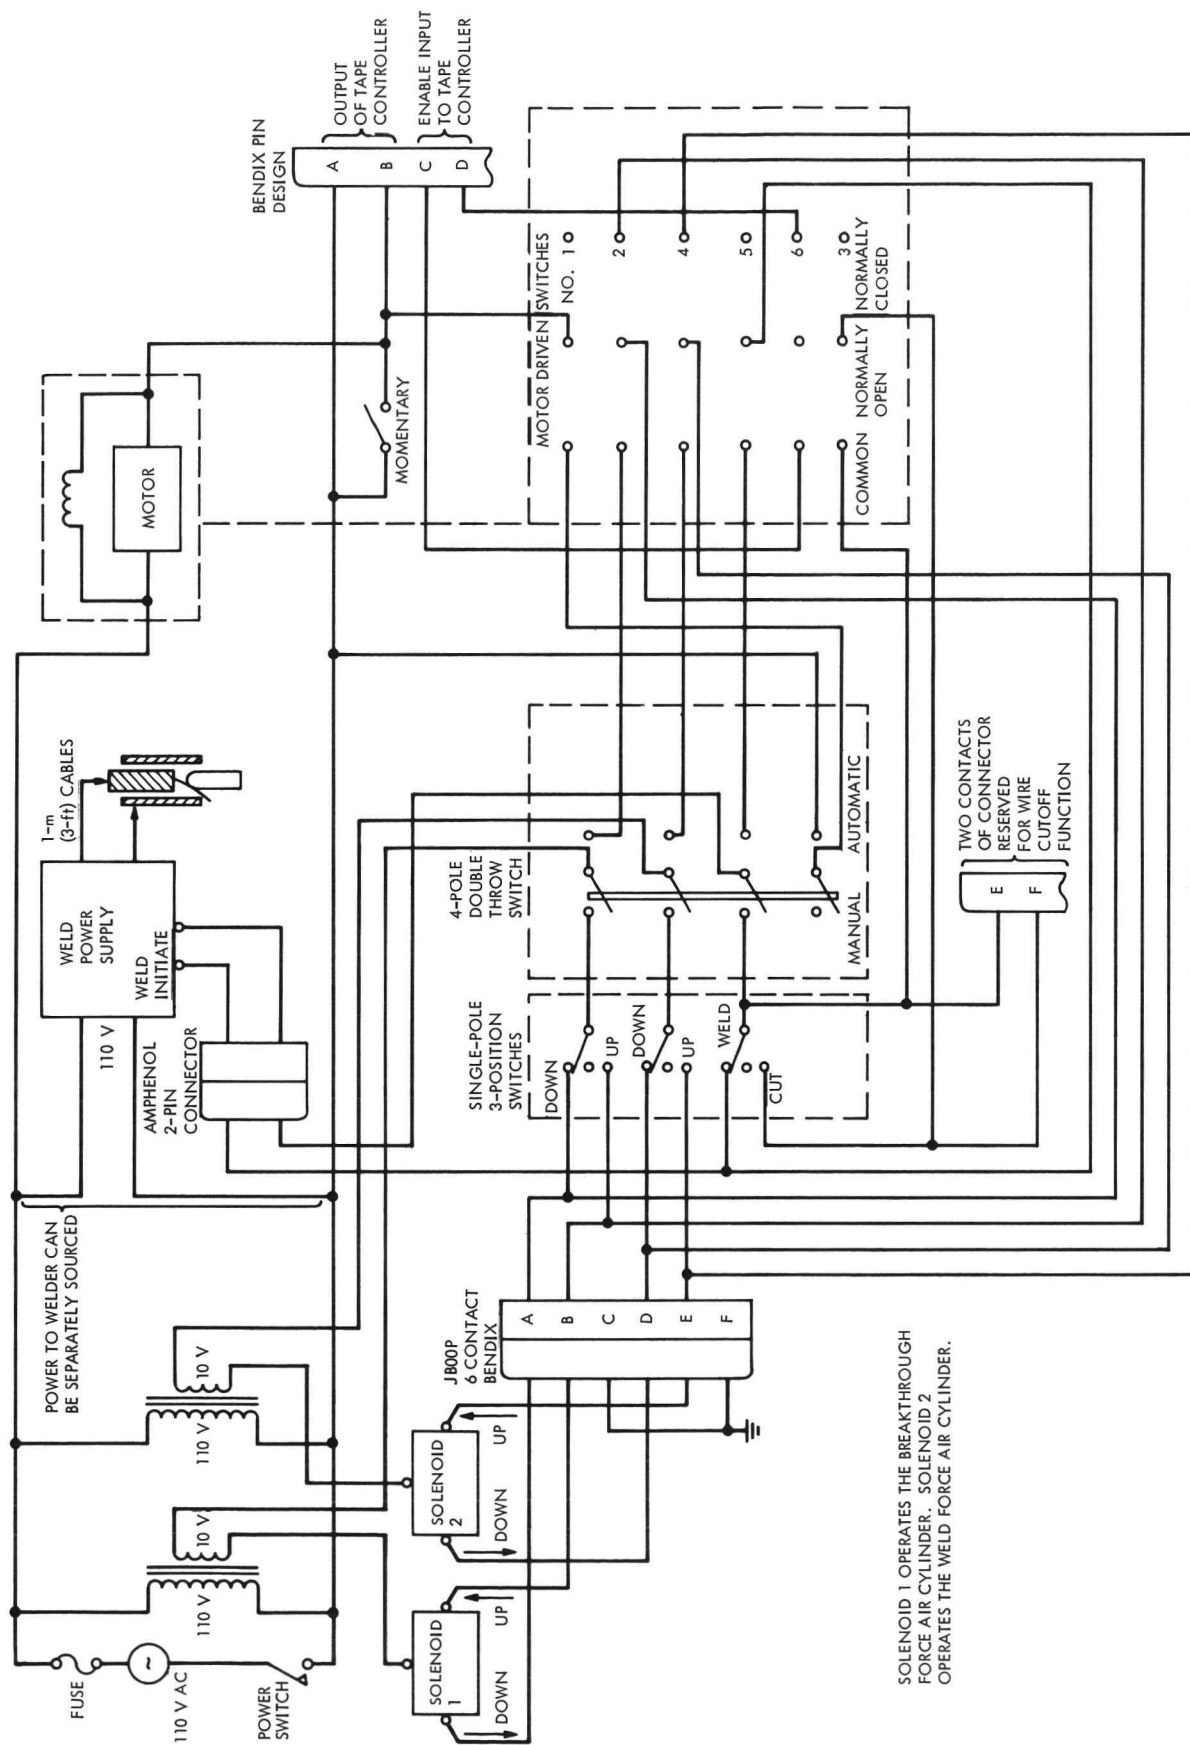 FUSE
110 V AC
~
POWER
SWITCH
110 V
10 V
110 V
10 V
POWER TO WELDER CAN
BE SEPARATELY SOURCED
110 V
WELD
POWER
SUPPLY
WELD
INITIATE
1-m
(3-ft) CABLES
AMPHENOL
2-PIN
CONNECTOR
MOTOR
MOMENTARY
BENDIX PIN
DESIGN
A
B
C
D
OUTPUT
OF TAPE
CONTROLLER
ENABLE INPUT
TO TAPE
CONTROLLER
SOLENOID
1
DOWN
UP
SOLENOID
2
DOWN
UP
JB00P
6 CONTACT
BENDIX
A
B
C
D
E
F
SINGLE-POLE
3-POSITION
SWITCHES
DOWN
UP
DOWN
UP
WELD
CUT
4-POLE
DOUBLE
THROW
SWITCH
MANUAL
AUTOMATIC
MOTOR DRIVEN SWITCHES
NO. 1
2
4
5
6
3
COMMON
NORMALLY
OPEN
NORMALLY
CLOSED
TWO CONTACTS
OF CONNECTOR
RESERVED
FOR WIRE
CUTOFF
FUNCTION
E
F
SOLENOID 1 OPERATES THE BREAKTHROUGH
FORCE AIR CYLINDER. SOLENOID 2
OPERATES THE WELD FORCE AIR CYLINDER.